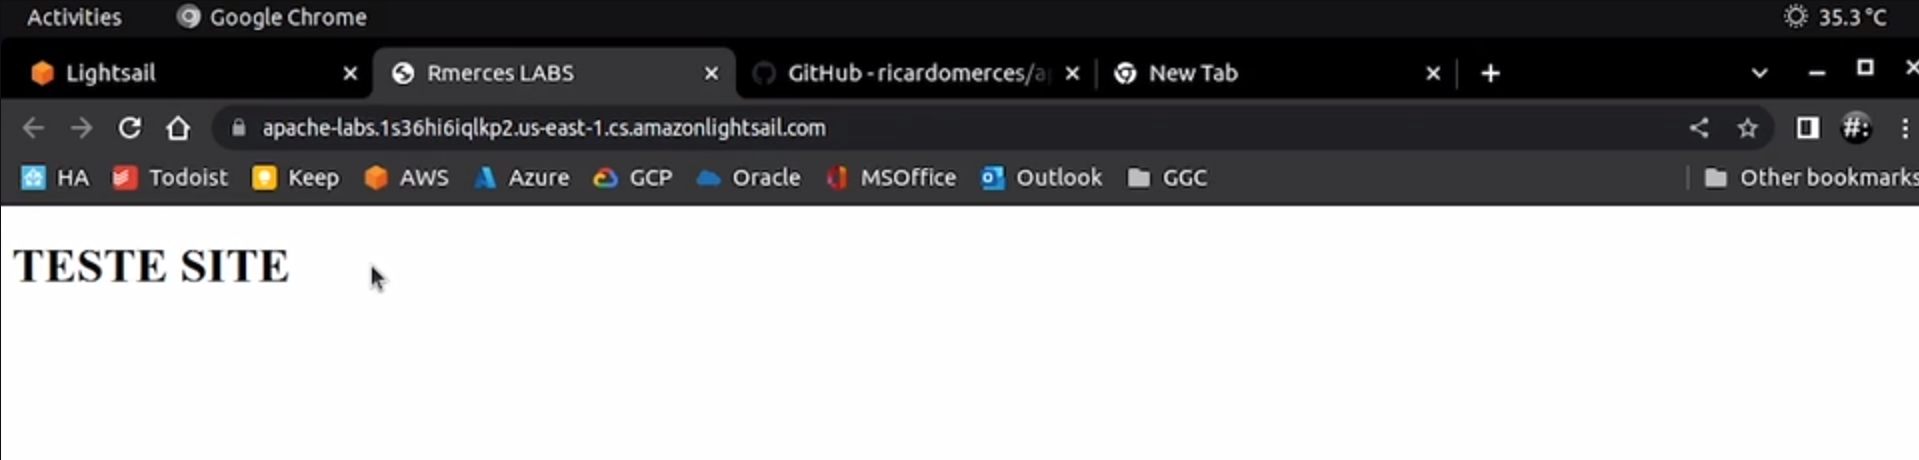 Activities Google Chrome 35.3 °C
Lightsail Rmerces LABS GitHub - ricardomerces/a New Tab
apache-labs.1s36hi6iqlkp2.us-east-1.cs.amazonlightsail.com #:
HA Todoist Keep AWS Azure GCP Oracle MSOffice Outlook GGC Other bookmarks
TESTE SITE